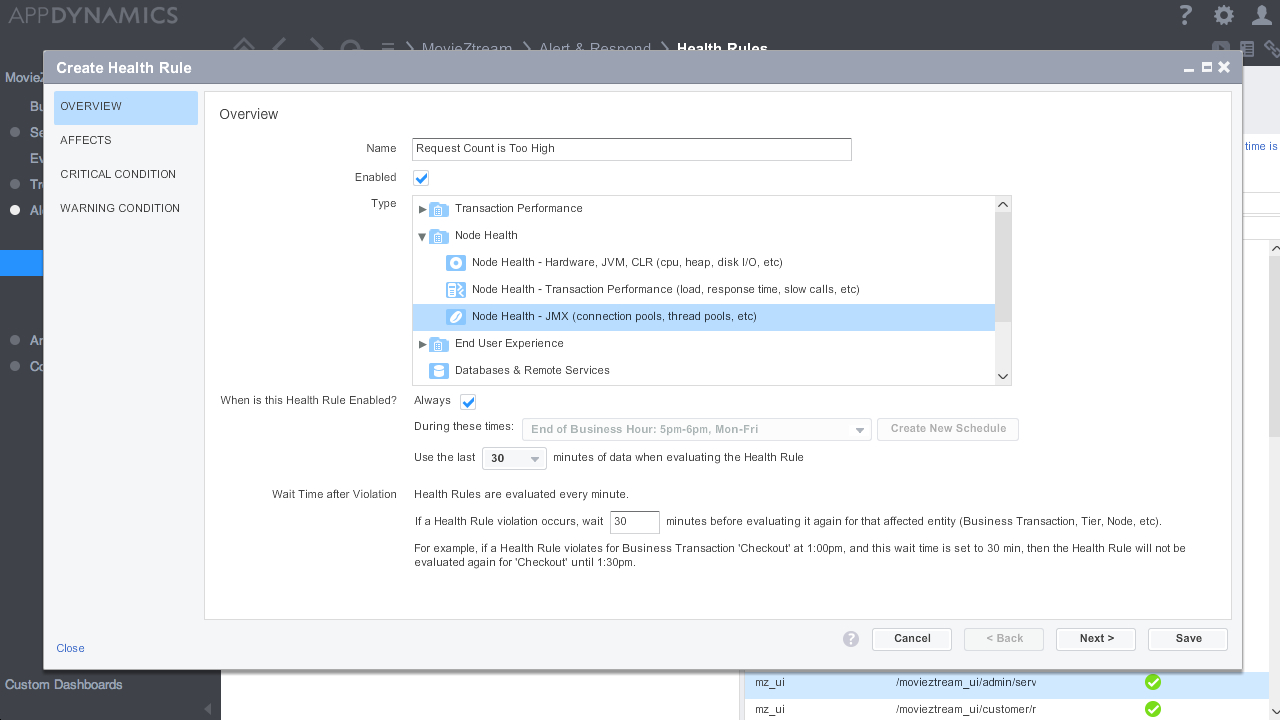 APPDYNAMICS
MovieZtream Alert & Respond Health Rules
Create Health Rule
OVERVIEW
AFFECTS
CRITICAL CONDITION
WARNING CONDITION
Overview
Name Request Count is Too High
Enabled
Type
Transaction Performance
Node Health
Node Health - Hardware, JVM, CLR (cpu, heap, disk I/O, etc)
Node Health - Transaction Performance (load, response time, slow calls, etc)
Node Health - JMX (connection pools, thread pools, etc)
End User Experience
Databases & Remote Services
When is this Health Rule Enabled? Always
During these times: End of Business Hour: 5pm-6pm, Mon-Fri Create New Schedule
Use the last 30 minutes of data when evaluating the Health Rule
Wait Time after Violation Health Rules are evaluated every minute.
If a Health Rule violation occurs, wait 30 minutes before evaluating it again for that affected entity (Business Transaction, Tier, Node, etc).
For example, if a Health Rule violates for Business Transaction 'Checkout' at 1:00pm, and this wait time is set to 30 min, then the Health Rule will not be
evaluated again for 'Checkout' until 1:30pm.
Close ? Cancel < Back Next > Save
time is
Custom Dashboards
mz_ui /movieztream_ui/admin/serv
mz_ui /movieztream_ui/customer/r